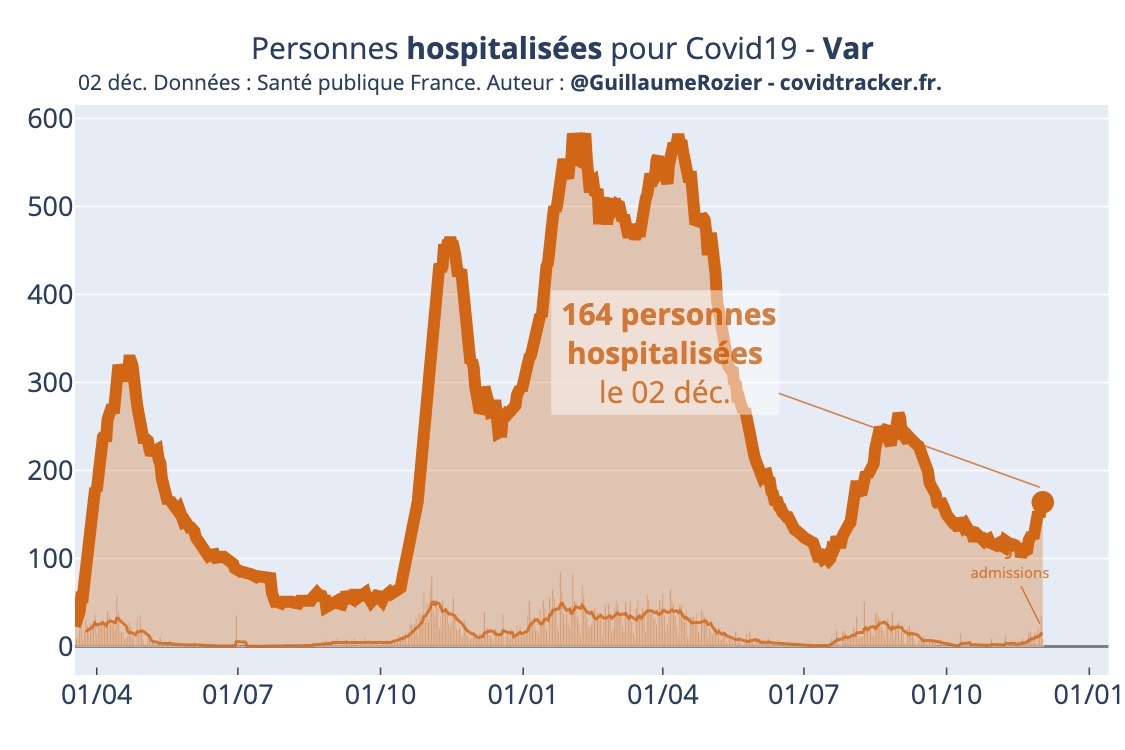 Personnes hospitalisées pour Covid19 - Var
02 déc. Données : Santé publique France. Auteur : @GuillaumeRozier - covidtracker.fr.
600
500
400
300
200
100
0
164 personnes
hospitalisées
le 02 déc.
admissions
01/04
01/07
01/10
01/01
01/04
01/07
01/10
01/01